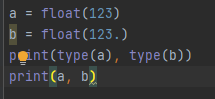 a = float(123)
b = float(123.)
print(type(a), type(b))
print(a, b)